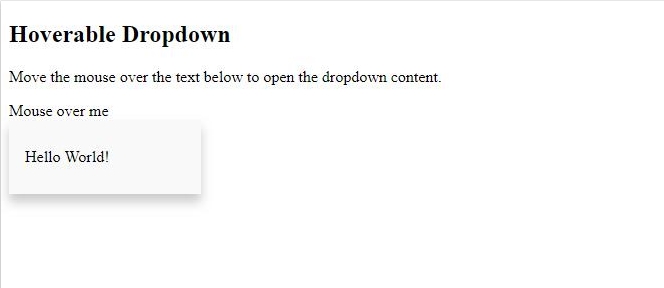 Hoverable Dropdown
Move the mouse over the text below to open the dropdown content.
Mouse over me
Hello World!